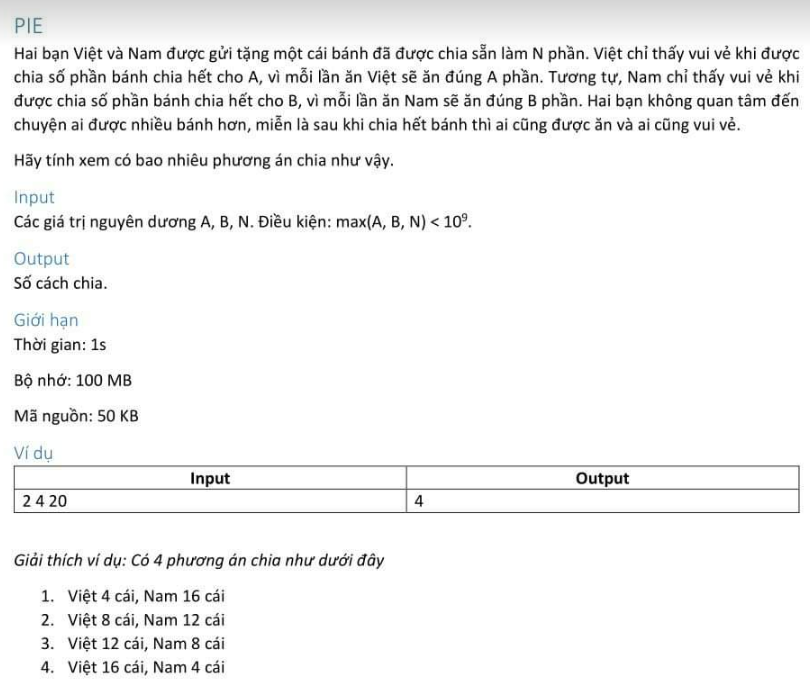 PIE
Hai bạn Việt và Nam được gửi tặng một cái bánh đã được chia sẵn làm N phần. Việt chỉ thấy vui vẻ khi được
chia số phần bánh chia hết cho A, vì mỗi lần ăn Việt sẽ ăn đúng A phần. Tương tự, Nam chỉ thấy vui vẻ khi
được chia số phần bánh chia hết cho B, vì mỗi lần ăn Nam sẽ ăn đúng B phần. Hai bạn không quan tâm đến
chuyện ai được nhiều bánh hơn, miễn là sau khi chia hết bánh thì ai cũng được ăn và ai cũng vui vẻ.
Hãy tính xem có bao nhiêu phương án chia như vậy.
Input
Các giá trị nguyên dương A, B, N. Điều kiện: max(A, B, N) < 10⁹.
Output
Số cách chia.
Giới hạn
Thời gian: 1s
Bộ nhớ: 100 MB
Mã nguồn: 50 KB
Ví dụ
Input Output
2 4 20 4
Giải thích ví dụ: Có 4 phương án chia như dưới đây
1. Việt 4 cái, Nam 16 cái
2. Việt 8 cái, Nam 12 cái
3. Việt 12 cái, Nam 8 cái
4. Việt 16 cái, Nam 4 cái